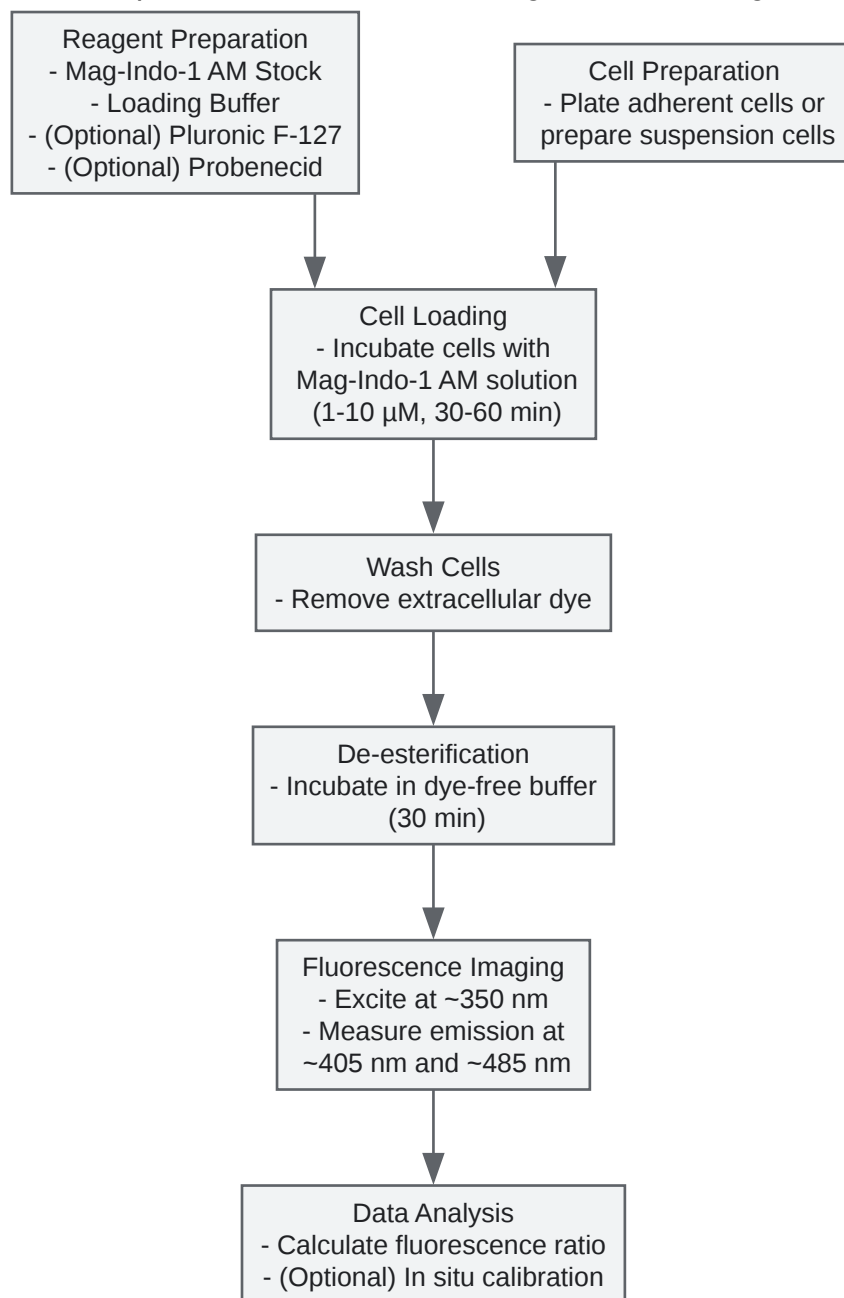 Reagent Preparation
- Mag-Indo-1 AM Stock
- Loading Buffer
- (Optional) Pluronic F-127
- (Optional) Probenecid
Cell Preparation
- Plate adherent cells or
prepare suspension cells
Cell Loading
- Incubate cells with
Mag-Indo-1 AM solution
(1-10 µM, 30-60 min)
Wash Cells
- Remove extracellular dye
De-esterification
- Incubate in dye-free buffer
(30 min)
Fluorescence Imaging
- Excite at ~350 nm
- Measure emission at
~405 nm and ~485 nm
Data Analysis
- Calculate fluorescence ratio
- (Optional) In situ calibration